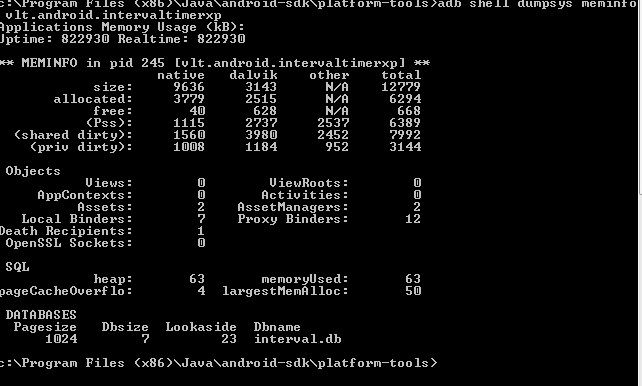 c:\Program Files (x86)\Java\android-sdk\platform-tools>adb shell dumpsys meminfo
vlt.android.intervaltimerxp
Applications Memory Usage (kB):
Uptime: 822930 Realtime: 822930
** MEMINFO in pid 245 [vlt.android.intervaltimerxp] **
native dalvik other total
size: 9636 3143 N/A 12779
allocated: 3779 2515 N/A 6294
free: 40 628 N/A 668
(Pss): 1115 2737 2537 6389
(shared dirty): 1560 3980 2452 7992
(priv dirty): 1008 1184 952 3144
Objects
Views: 0 ViewRoots: 0
AppContexts: 0 Activities: 0
Assets: 2 AssetManagers: 2
Local Binders: 7 Proxy Binders: 12
Death Recipients: 1
OpenSSL Sockets: 0
SQL
heap: 63 memoryUsed: 63
pageCacheOverflo: 4 largestMemAlloc: 50
DATABASES
Pagesize Dbsize Lookaside Dbname
1024 7 23 interval.db
c:\Program Files (x86)\Java\android-sdk\platform-tools>